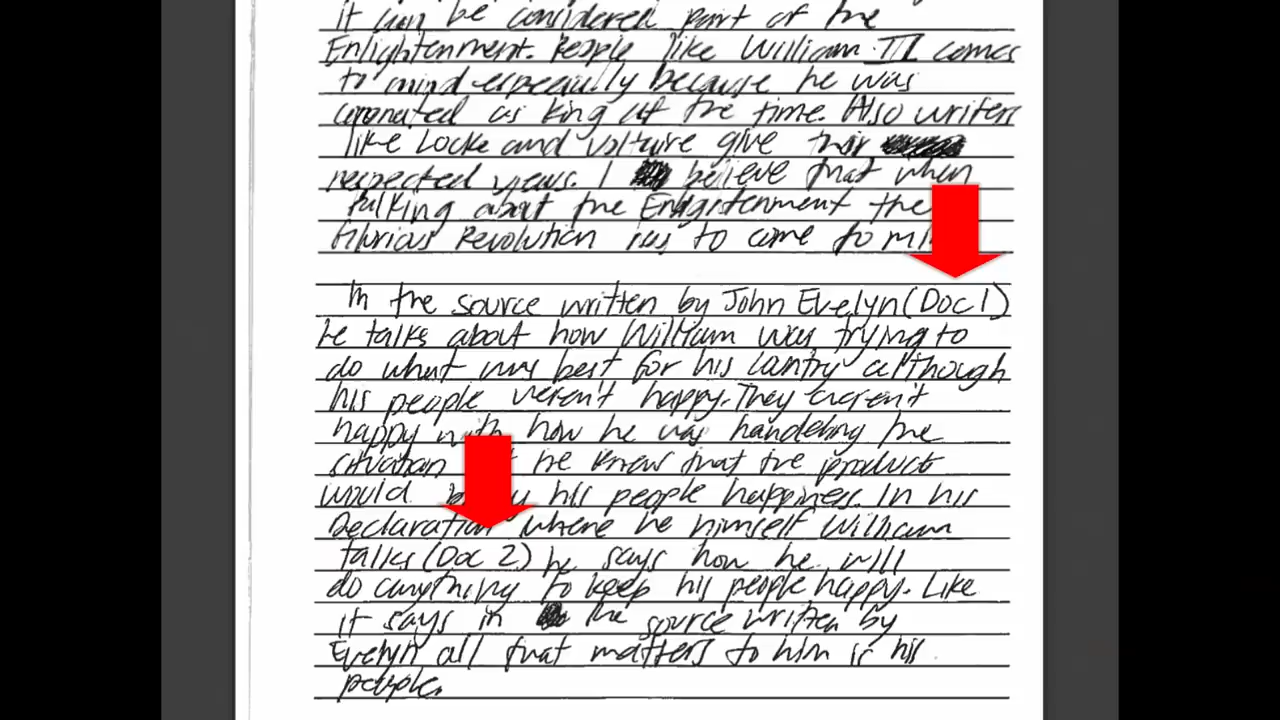 it can be considered part of the
Enlightenment. People like William III comes
to mind especially because he was
coronated as king at the time. Also writers
like Locke and Voltaire give their
respected views. I believe that when
talking about the Engistenment the
Glurious Revolution has to come to
In the source written by John Evelyn (Doc 1)
he talks about how William was trying to
do what was best for his country although
his people weren't happy. They weren't
happy with how he was handeling the
situation he knew that the product
would his people happiness. In his
Declaration where he himself William
talks (Doc 2) he says how he will
do anything to keep his people happy. Like
it says in the source written by
Evelyn all that matters to him is his
people.